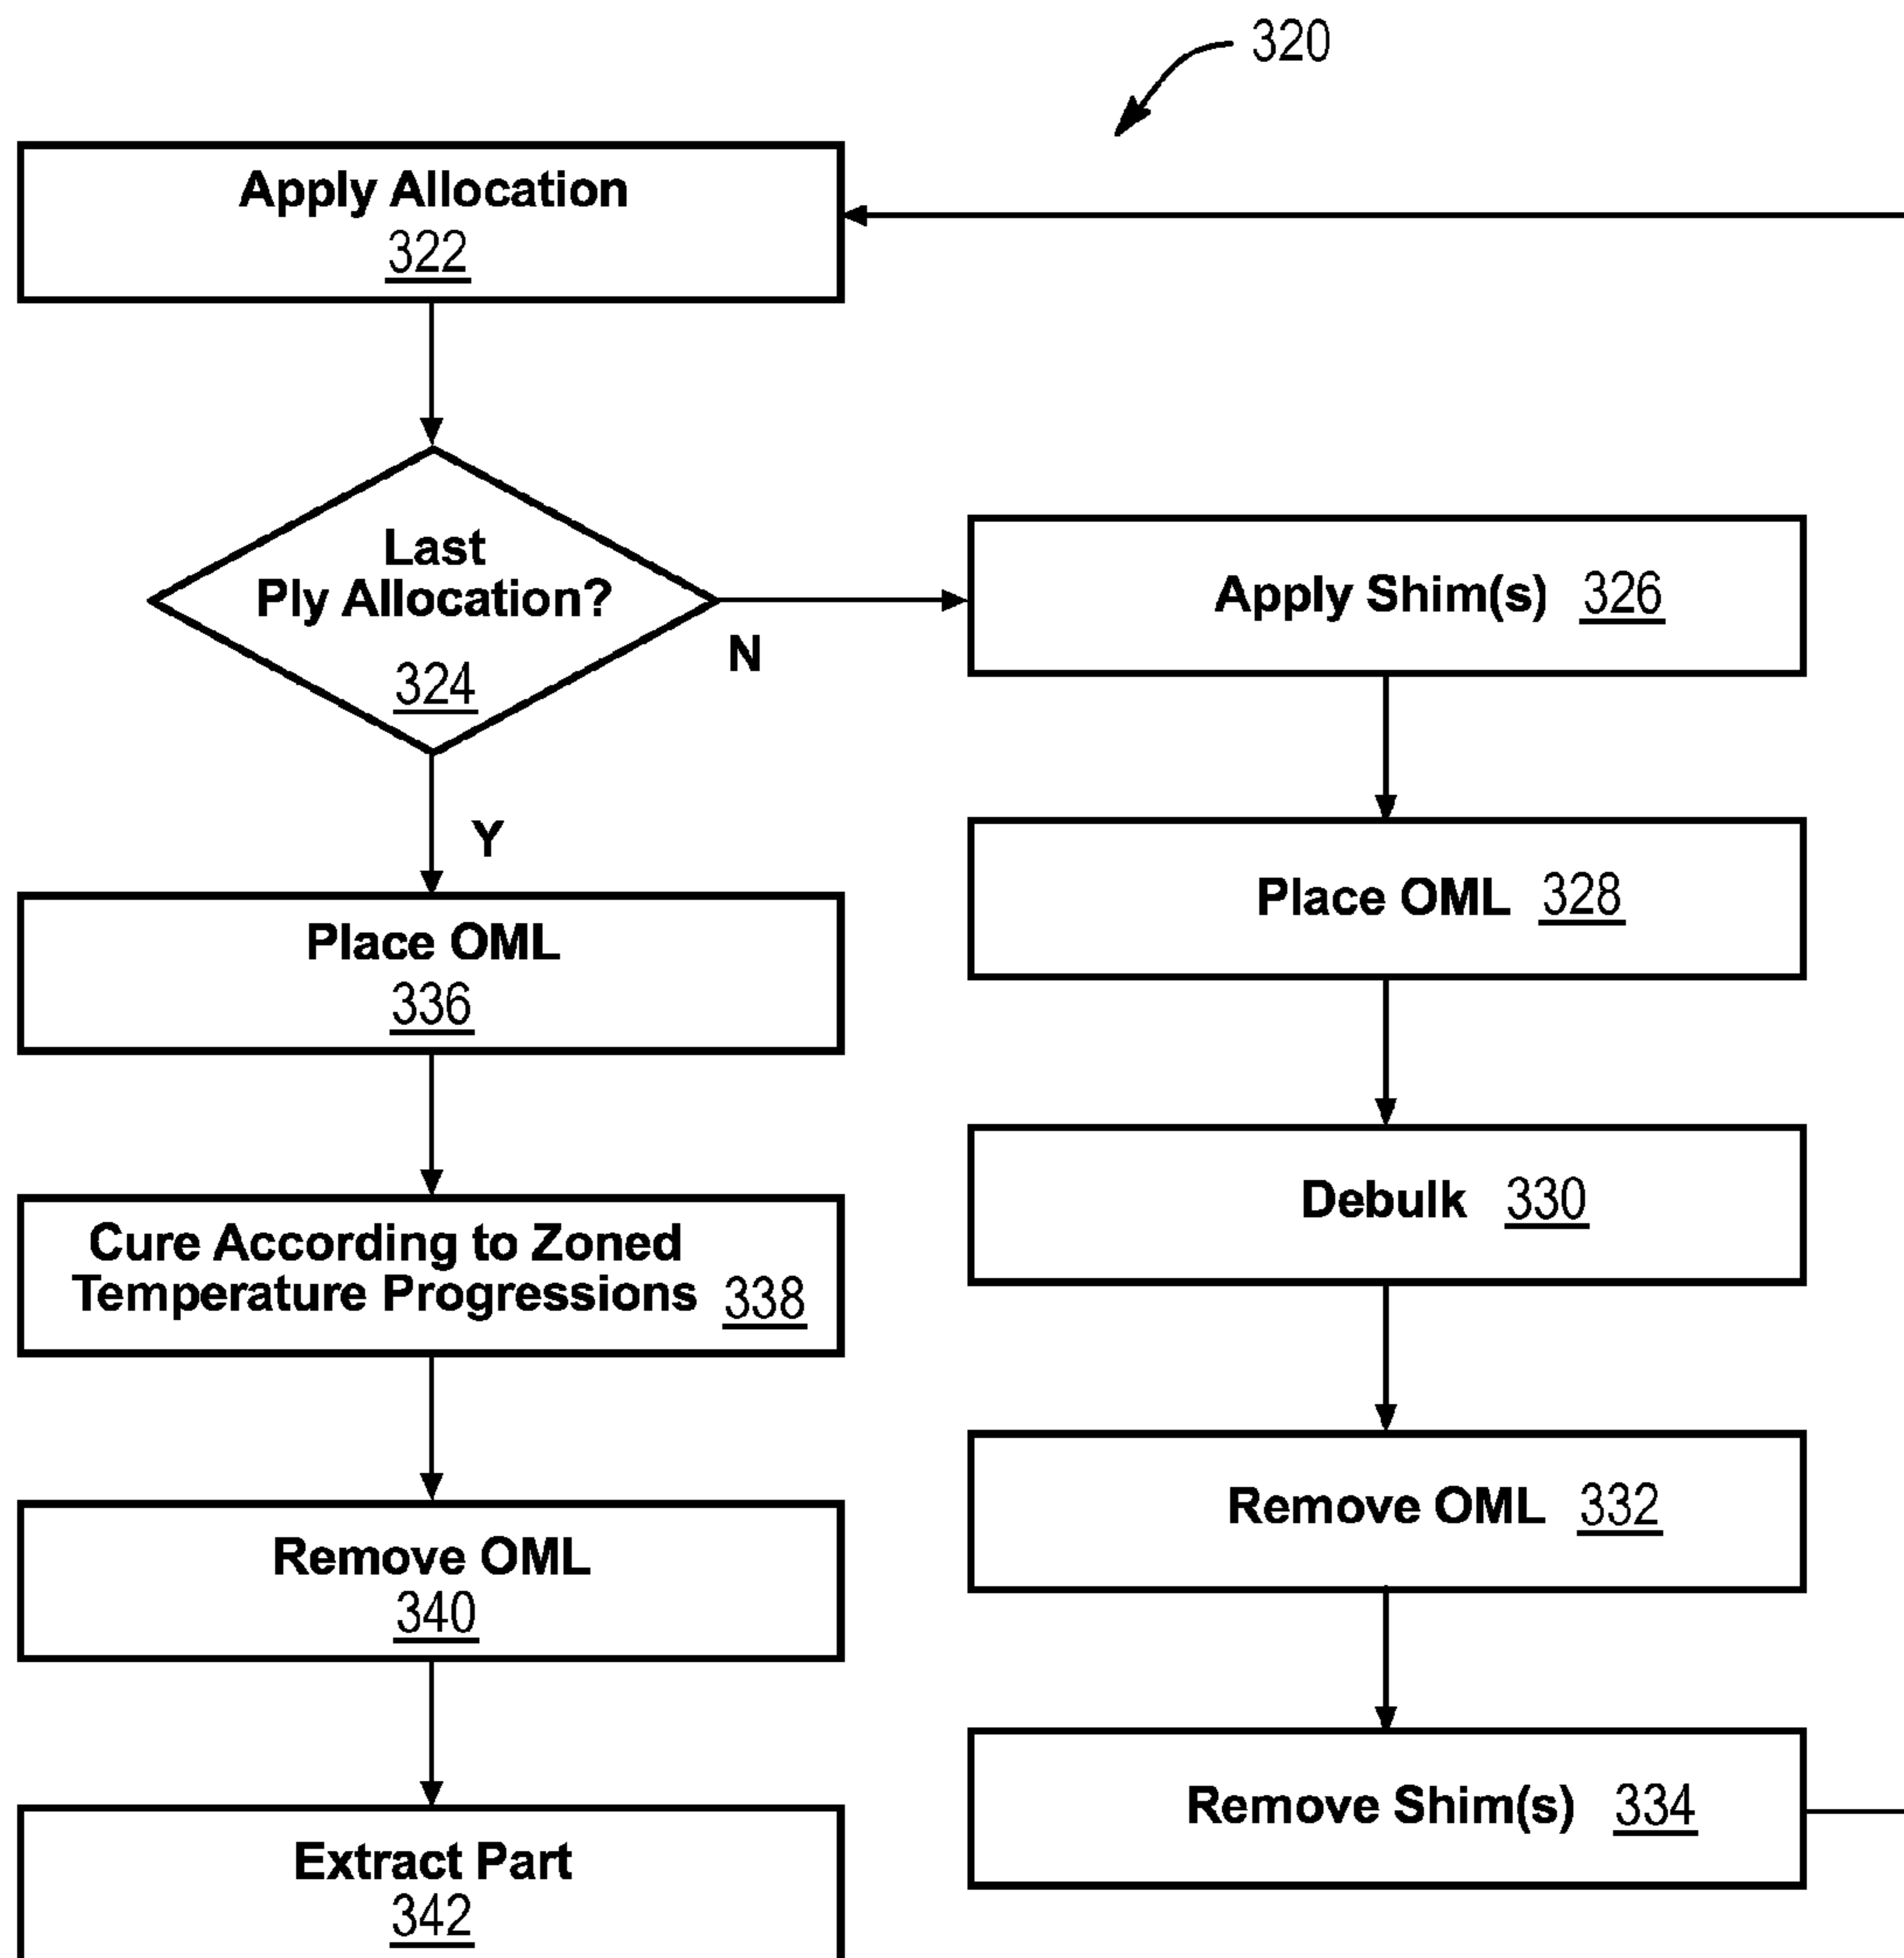 320
Apply Allocation
322
Last
Ply Allocation?
324
N
Y
Apply Shim(s) 326
Place OML 328
Debulk 330
Remove OML 332
Remove Shim(s) 334
Place OML
336
Cure According to Zoned
Temperature Progressions 338
Remove OML
340
Extract Part
342